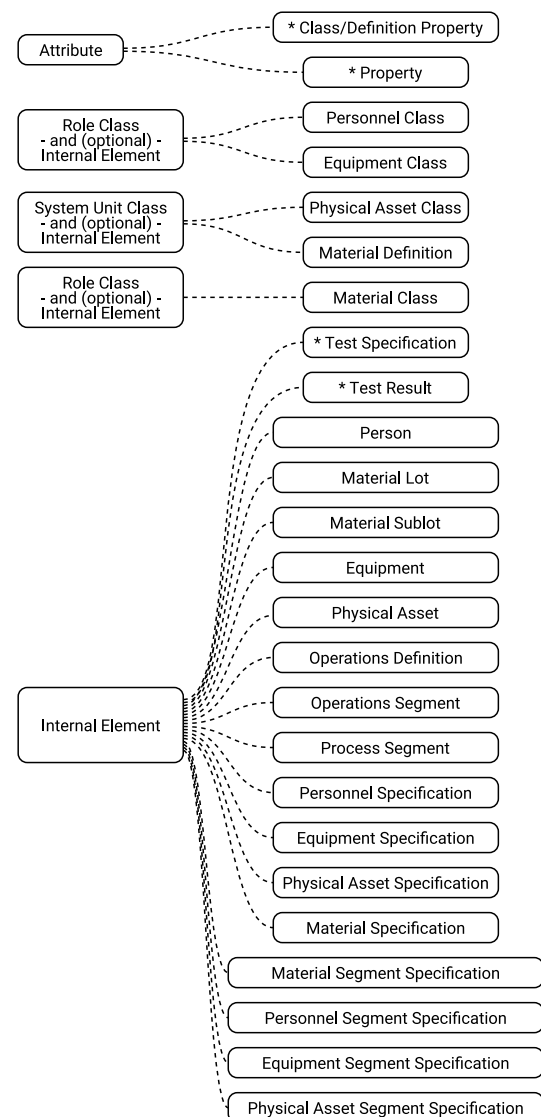 * Class/Definition Property
Attribute
* Property
Role Class
- and (optional) -
Internal Element
Personnel Class
Equipment Class
System Unit Class
- and (optional) -
Internal Element
Physical Asset Class
Material Definition
Role Class
- and (optional) -
Internal Element
Material Class
* Test Specification
* Test Result
Person
Material Lot
Material Sublot
Equipment
Physical Asset
Operations Definition
Operations Segment
Internal Element
Process Segment
Personnel Specification
Equipment Specification
Physical Asset Specification
Material Specification
Material Segment Specification
Personnel Segment Specification
Equipment Segment Specification
Physical Asset Segment Specification